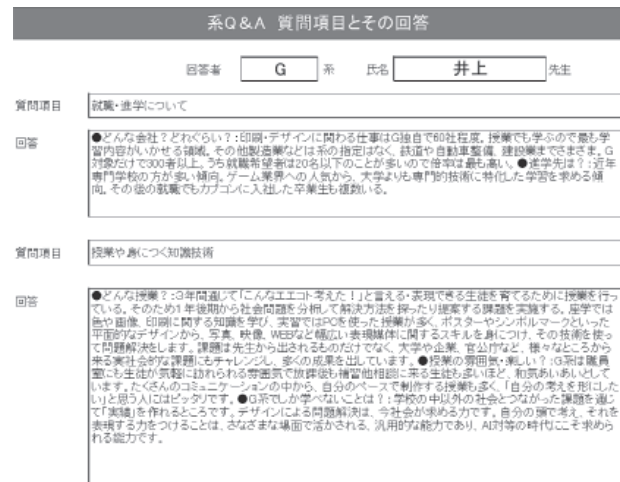 系Q&A 質問項目とその回答
回答者 G 系 氏名 井上 先生
質問項目 就職・進学について
回答 ●どんな会社？どれぐらい？：印刷・デザインに関わる仕事はG独自で60社程度。授業でも学ぶので最も学
習内容がいかせる領域。その他製造業などは系の指定はなく、鉄道や自動車整備、建設業までさまざま。G
対象だけで300者以上。うち就職希望者は20名以下のことが多いので倍率は最も高い。●進学先は？：近年
専門学校の方が多い傾向。ゲーム業界への人気から、大学よりも専門的技術に特化した学習を求める傾
向。その後の就職でもカプコンに入社した卒業生も複数いる。
質問項目 授業や身につく知識技術
回答 ●どんな授業？：3年間通じて「こんなエエコト考えた！」と言える・表現できる生徒を育てるために授業を行っ
ている。そのため1年後期から社会問題を分析して解決方法を探ったり提案する課題を実施する。座学では
色や画像、印刷に関する知識を学び、実習ではPCを使った授業が多く、ポスターやシンボルマークといった
平面的なデザインから、写真、映像、WEBなど幅広い表現媒体に関するスキルを身につけ、その技術を使っ
て問題解決をします。課題は先生から出されるものだけでなく、大学や企業、官公庁など、様々なところから
来る実社会的な課題にもチャレンジし、多くの成果を出しています。●授業の雰囲気・楽しい？：G系は職員
室にも生徒が気軽に訪れられる雰囲気で放課後も補習他相談に来る生徒も多いほど、和気あいあいとして
います。たくさんのコミュニケーションの中から、自分のペースで制作する授業も多く、「自分の考えを形にした
い」と思う人にはピッタリです。●G系でしか学べないことは？：学校の中以外の社会とつながった課題を通じ
て「実績」を作れるところです。デザインによる問題解決は、今社会が求める力です。自分の頭で考え、それを
表現する力をつけることは、さまざまな場面で活かされる、汎用的な能力であり、AI対等の時代にこそ求めら
れる能力です。